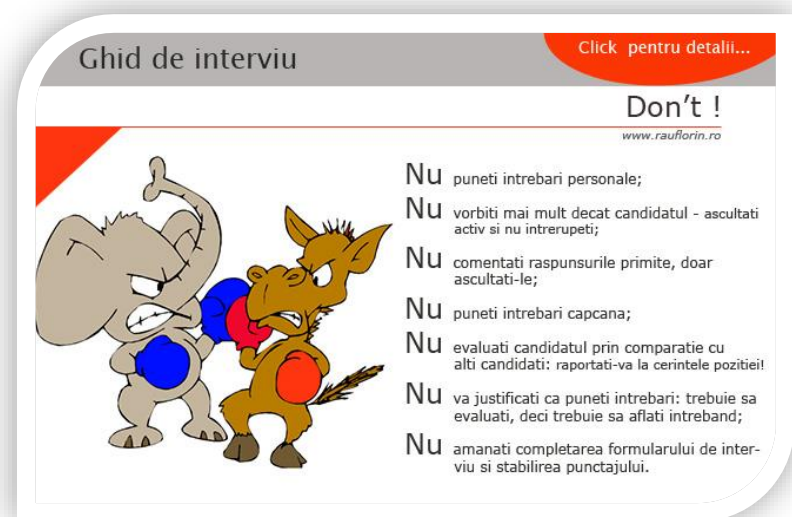 Ghid de interviu
Click pentru detalii...
Don't !
www.rauflorin.ro
Nu puneti intrebari personale;
Nu vorbiti mai mult decat candidatul - ascultati
activ si nu intrerupeti;
Nu comentati raspunsurile primite, doar
ascultati-le;
Nu puneti intrebari capcana;
Nu evaluati candidatul prin comparatie cu
alti candidati: raportati-va la cerintele pozitiei!
Nu va justificati ca puneti intrebari: trebuie sa
evaluati, deci trebuie sa aflati intreband;
Nu amanati completarea formularului de inter-
viu si stabilirea punctajului.